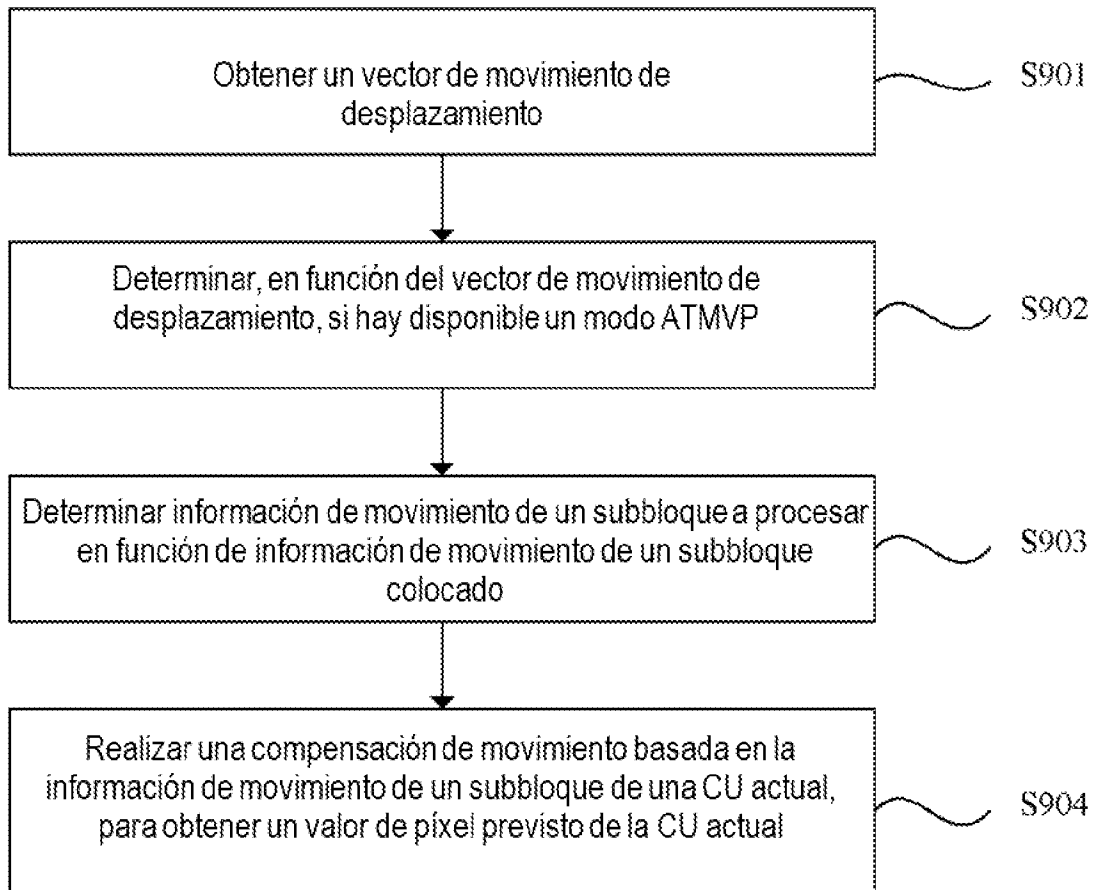 Obtener un vector de movimiento de
desplazamiento
S901
Determinar, en función del vector de movimiento de
desplazamiento, si hay disponible un modo ATMVP
S902
Determinar información de movimiento de un subbloque a procesar
en función de información de movimiento de un subbloque
colocado
S903
Realizar una compensación de movimiento basada en la
información de movimiento de un subbloque de una CU actual,
para obtener un valor de píxel previsto de la CU actual
S904